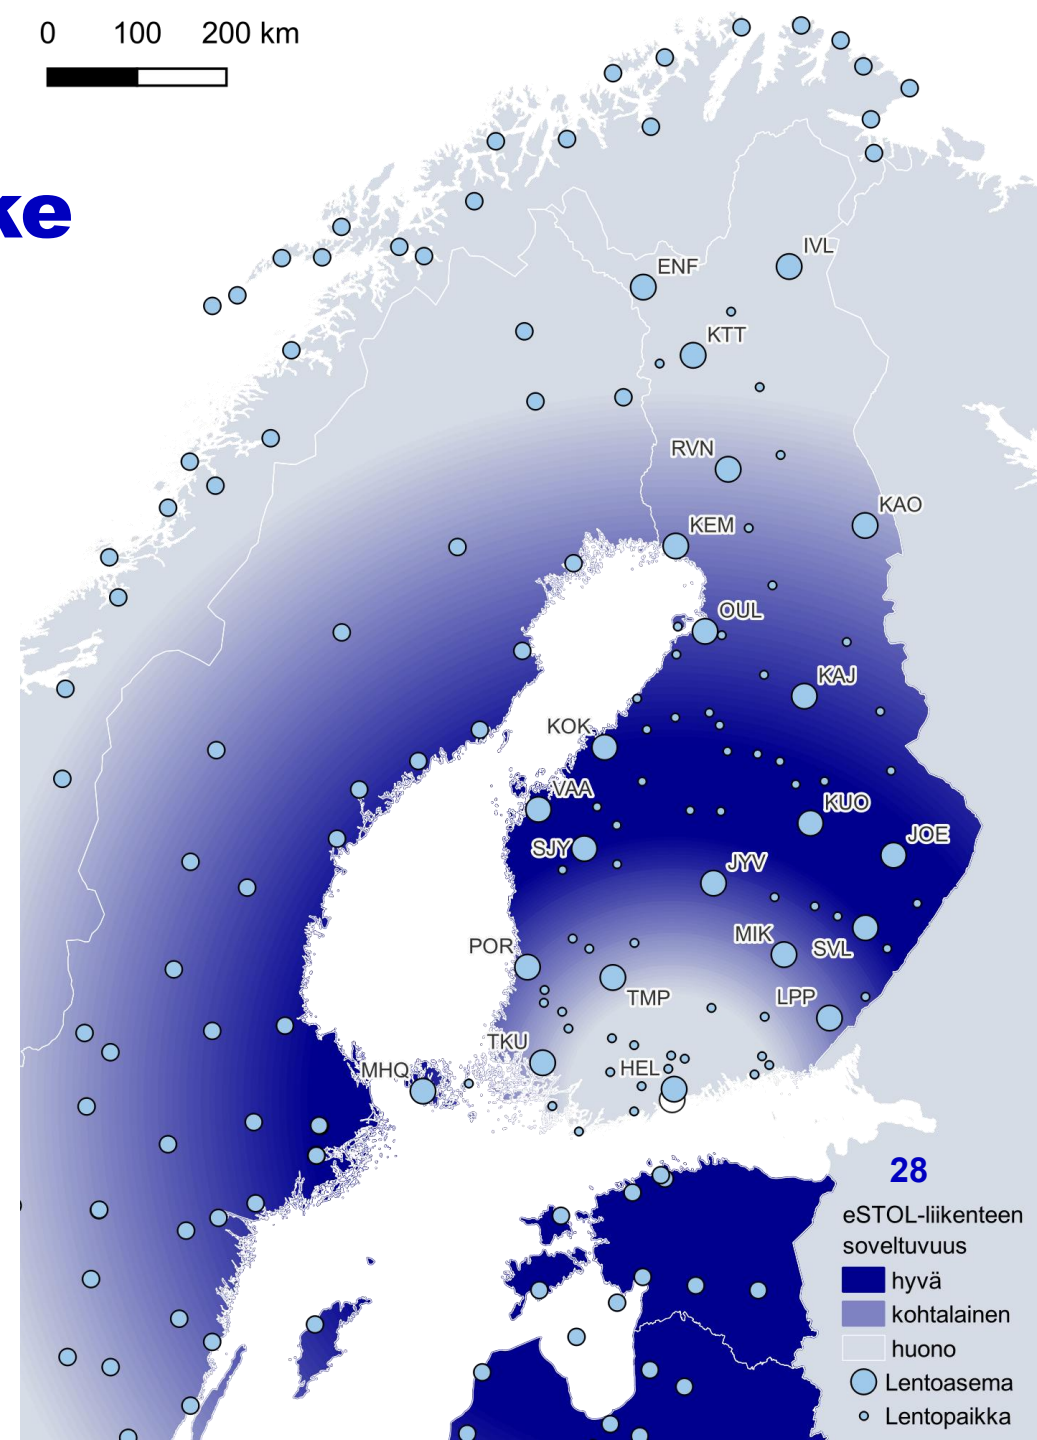 0 100 200 km
ke
IVL
ENF
KTT
RVN
KAO
KEM
OUL
KAJ
KOK
VAA
KUO
SJY
JOE
JYV
POR
MIK
SVL
TMP
LPP
TKU
MHQ
HEL
28
eSTOL-liikenteen
soveltuvuus
hyvä
kohtalainen
huono
Lentoasema
Lentopaikka